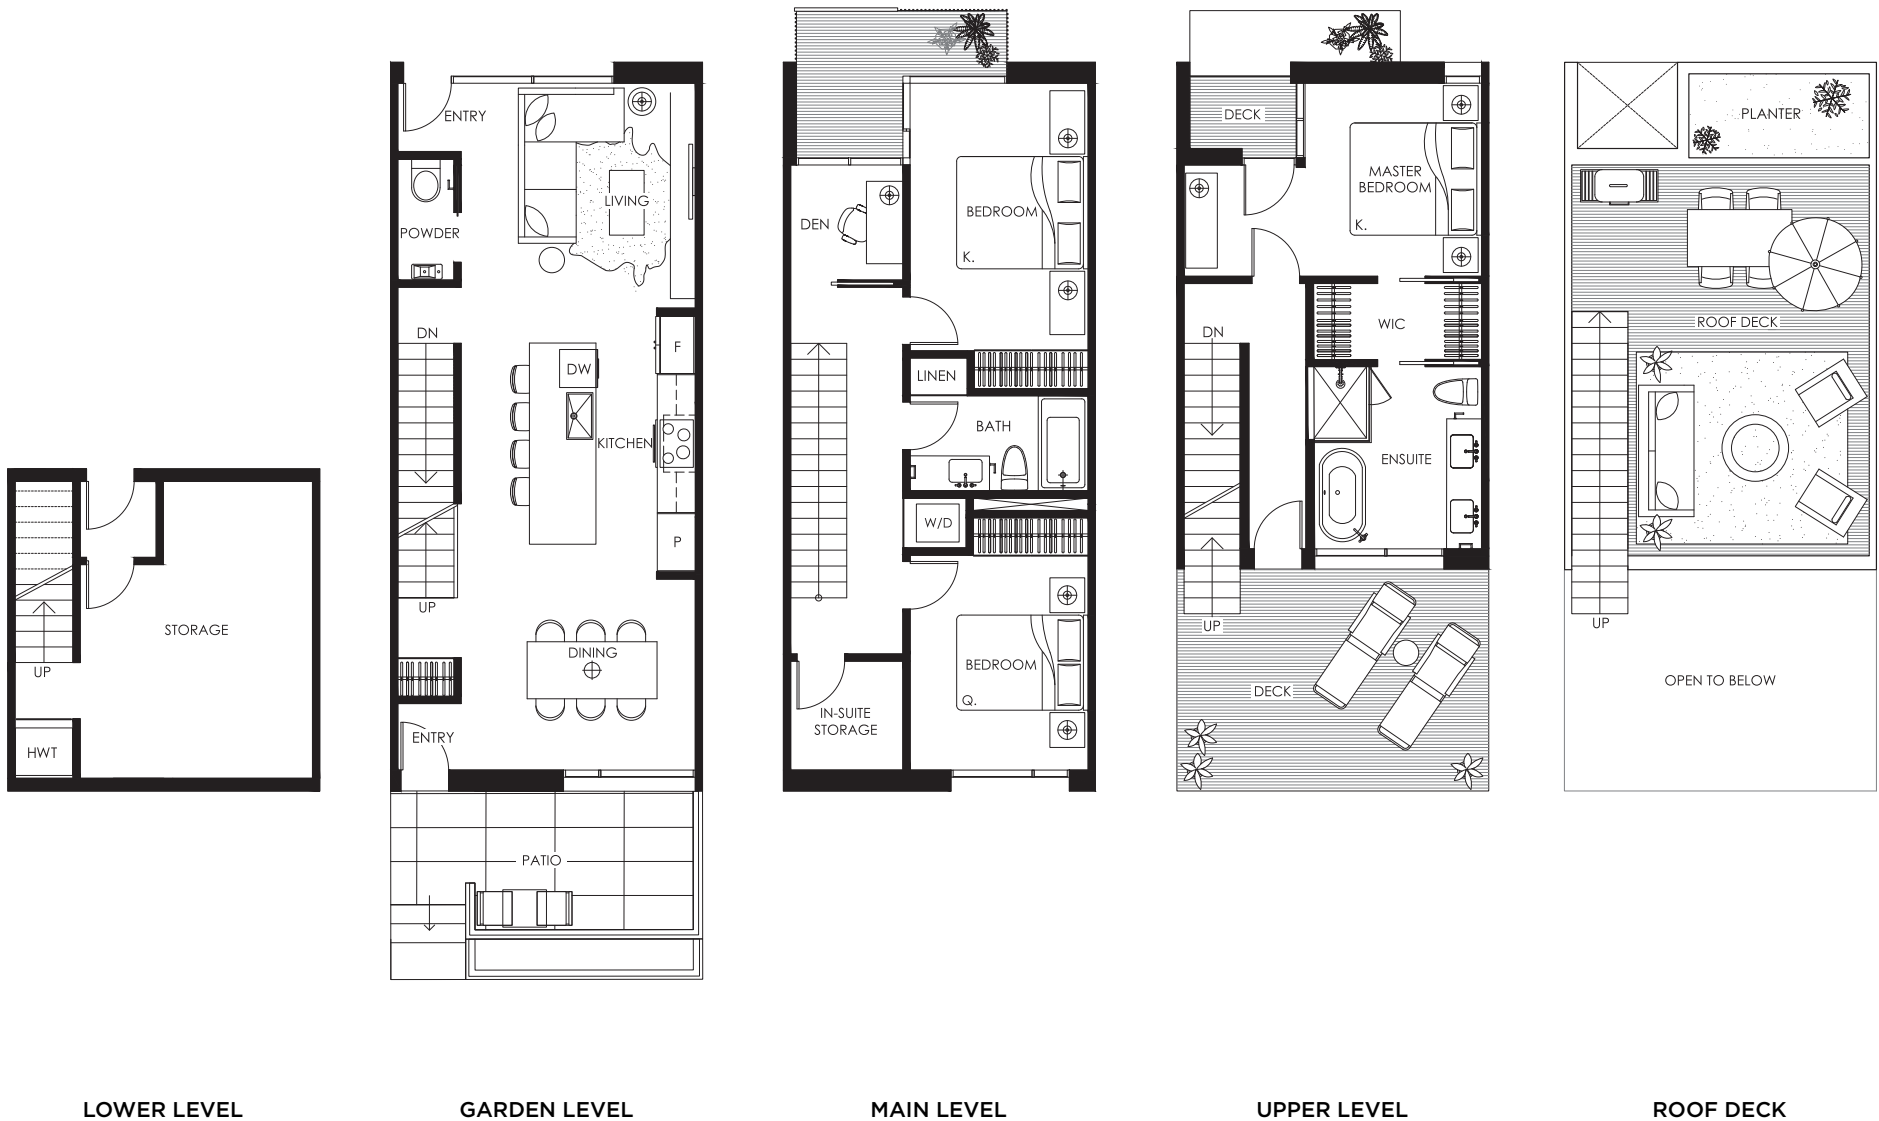 STORAGE
UP
HWT
LOWER LEVEL
ENTRY
LIVING
POWDER
DN
F
DW
KITCHEN
P
UP
DINING
ENTRY
PATIO
GARDEN LEVEL
BEDROOM
DEN
K.
LINEN
BATH
W/D
BEDROOM
Q.
IN-SUITE
STORAGE
MAIN LEVEL
DECK
MASTER
BEDROOM
K.
WIC
DN
ENSUITE
UP
DECK
UPPER LEVEL
PLANTER
ROOF DECK
UP
OPEN TO BELOW
ROOF DECK